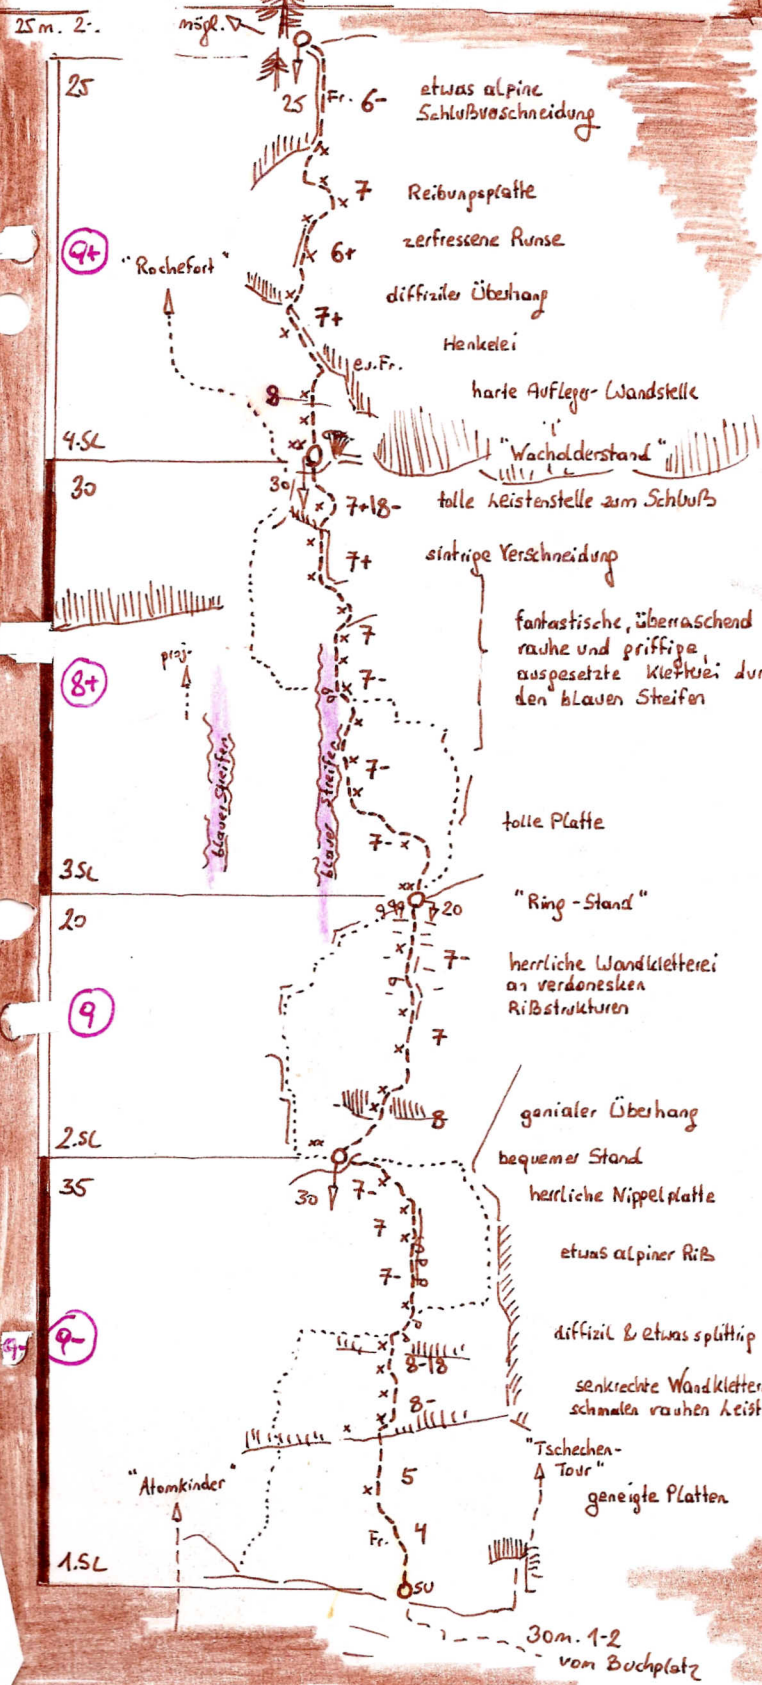 25m. 2-.
mögl.
25
25
Fr. 6-
etwas alpine
Schlußverschneidung
7
Reibungsplatte
9+
"Rochefort"
6+
zerfressene Runse
diffiziler Überhang
7+
Henkelei
ev. Fr.
8
harte Aufleger-Wandstelle
4.SL
"Wacholderstand"
30
30
7+/8-
tolle Leistenstelle zum Schluß
7+
sintrige Verschneidung
7
fantastische, überraschend
rauhe und griffige,
ausgesetzte Kletterei dur
den blauen Streifen
proj.
8+
7-
blauer Streifen
blauer Streifen
7-
7-
tolle Platte
3.SL
20
20
"Ring-Stand"
7-
herrliche Wandkletterei
an verdonesken
Rißstrukturen
9
7
8
genialer Überhang
2.SL
bequemer Stand
35
30
7-
herrliche Nippelplatte
7
etwas alpiner Riß
7-
9-
9-
diffizil & etwas splittrig
8-/8
senkrechte Wandkletter
schmalen rauhen Leist
8-
"Tschechen-
Tour"
"Atomkinder"
5
geneigte Platten
Fr. 4
1.SL
SU
30m. 1-2
vom Buchplatz